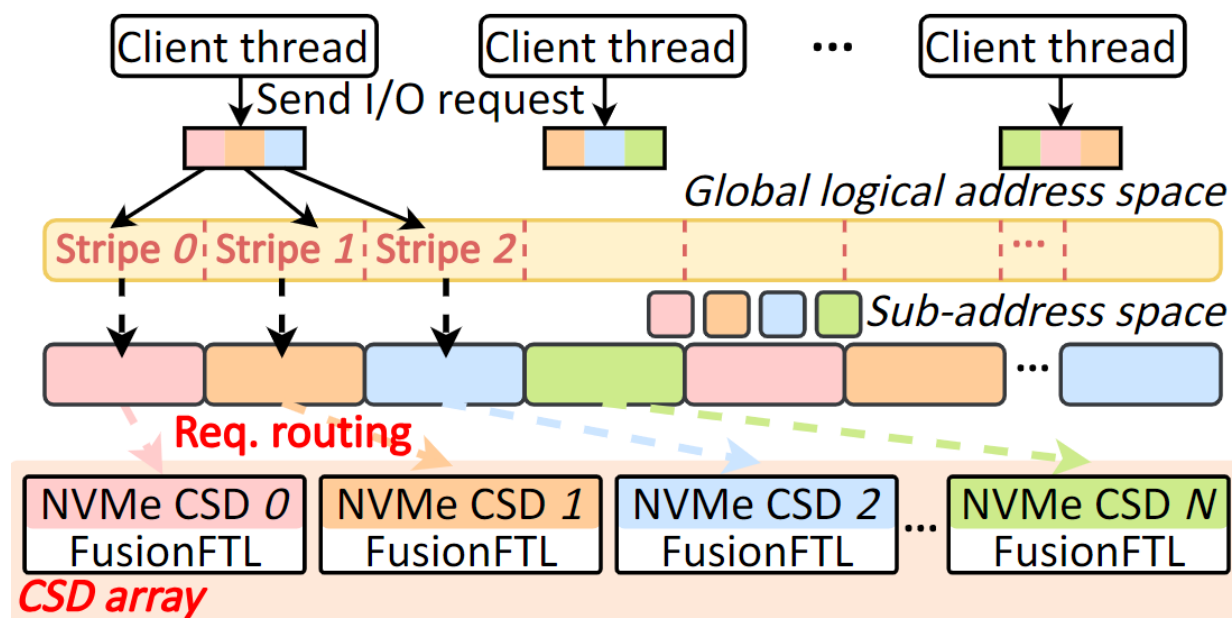 Client thread Client thread ... Client thread
Send I/O request
Global logical address space
Stripe 0 Stripe 1 Stripe 2 ...
Sub-address space
...
Req. routing
NVMe CSD 0 NVMe CSD 1 NVMe CSD 2 ... NVMe CSD N
FusionFTL FusionFTL FusionFTL FusionFTL
CSD array